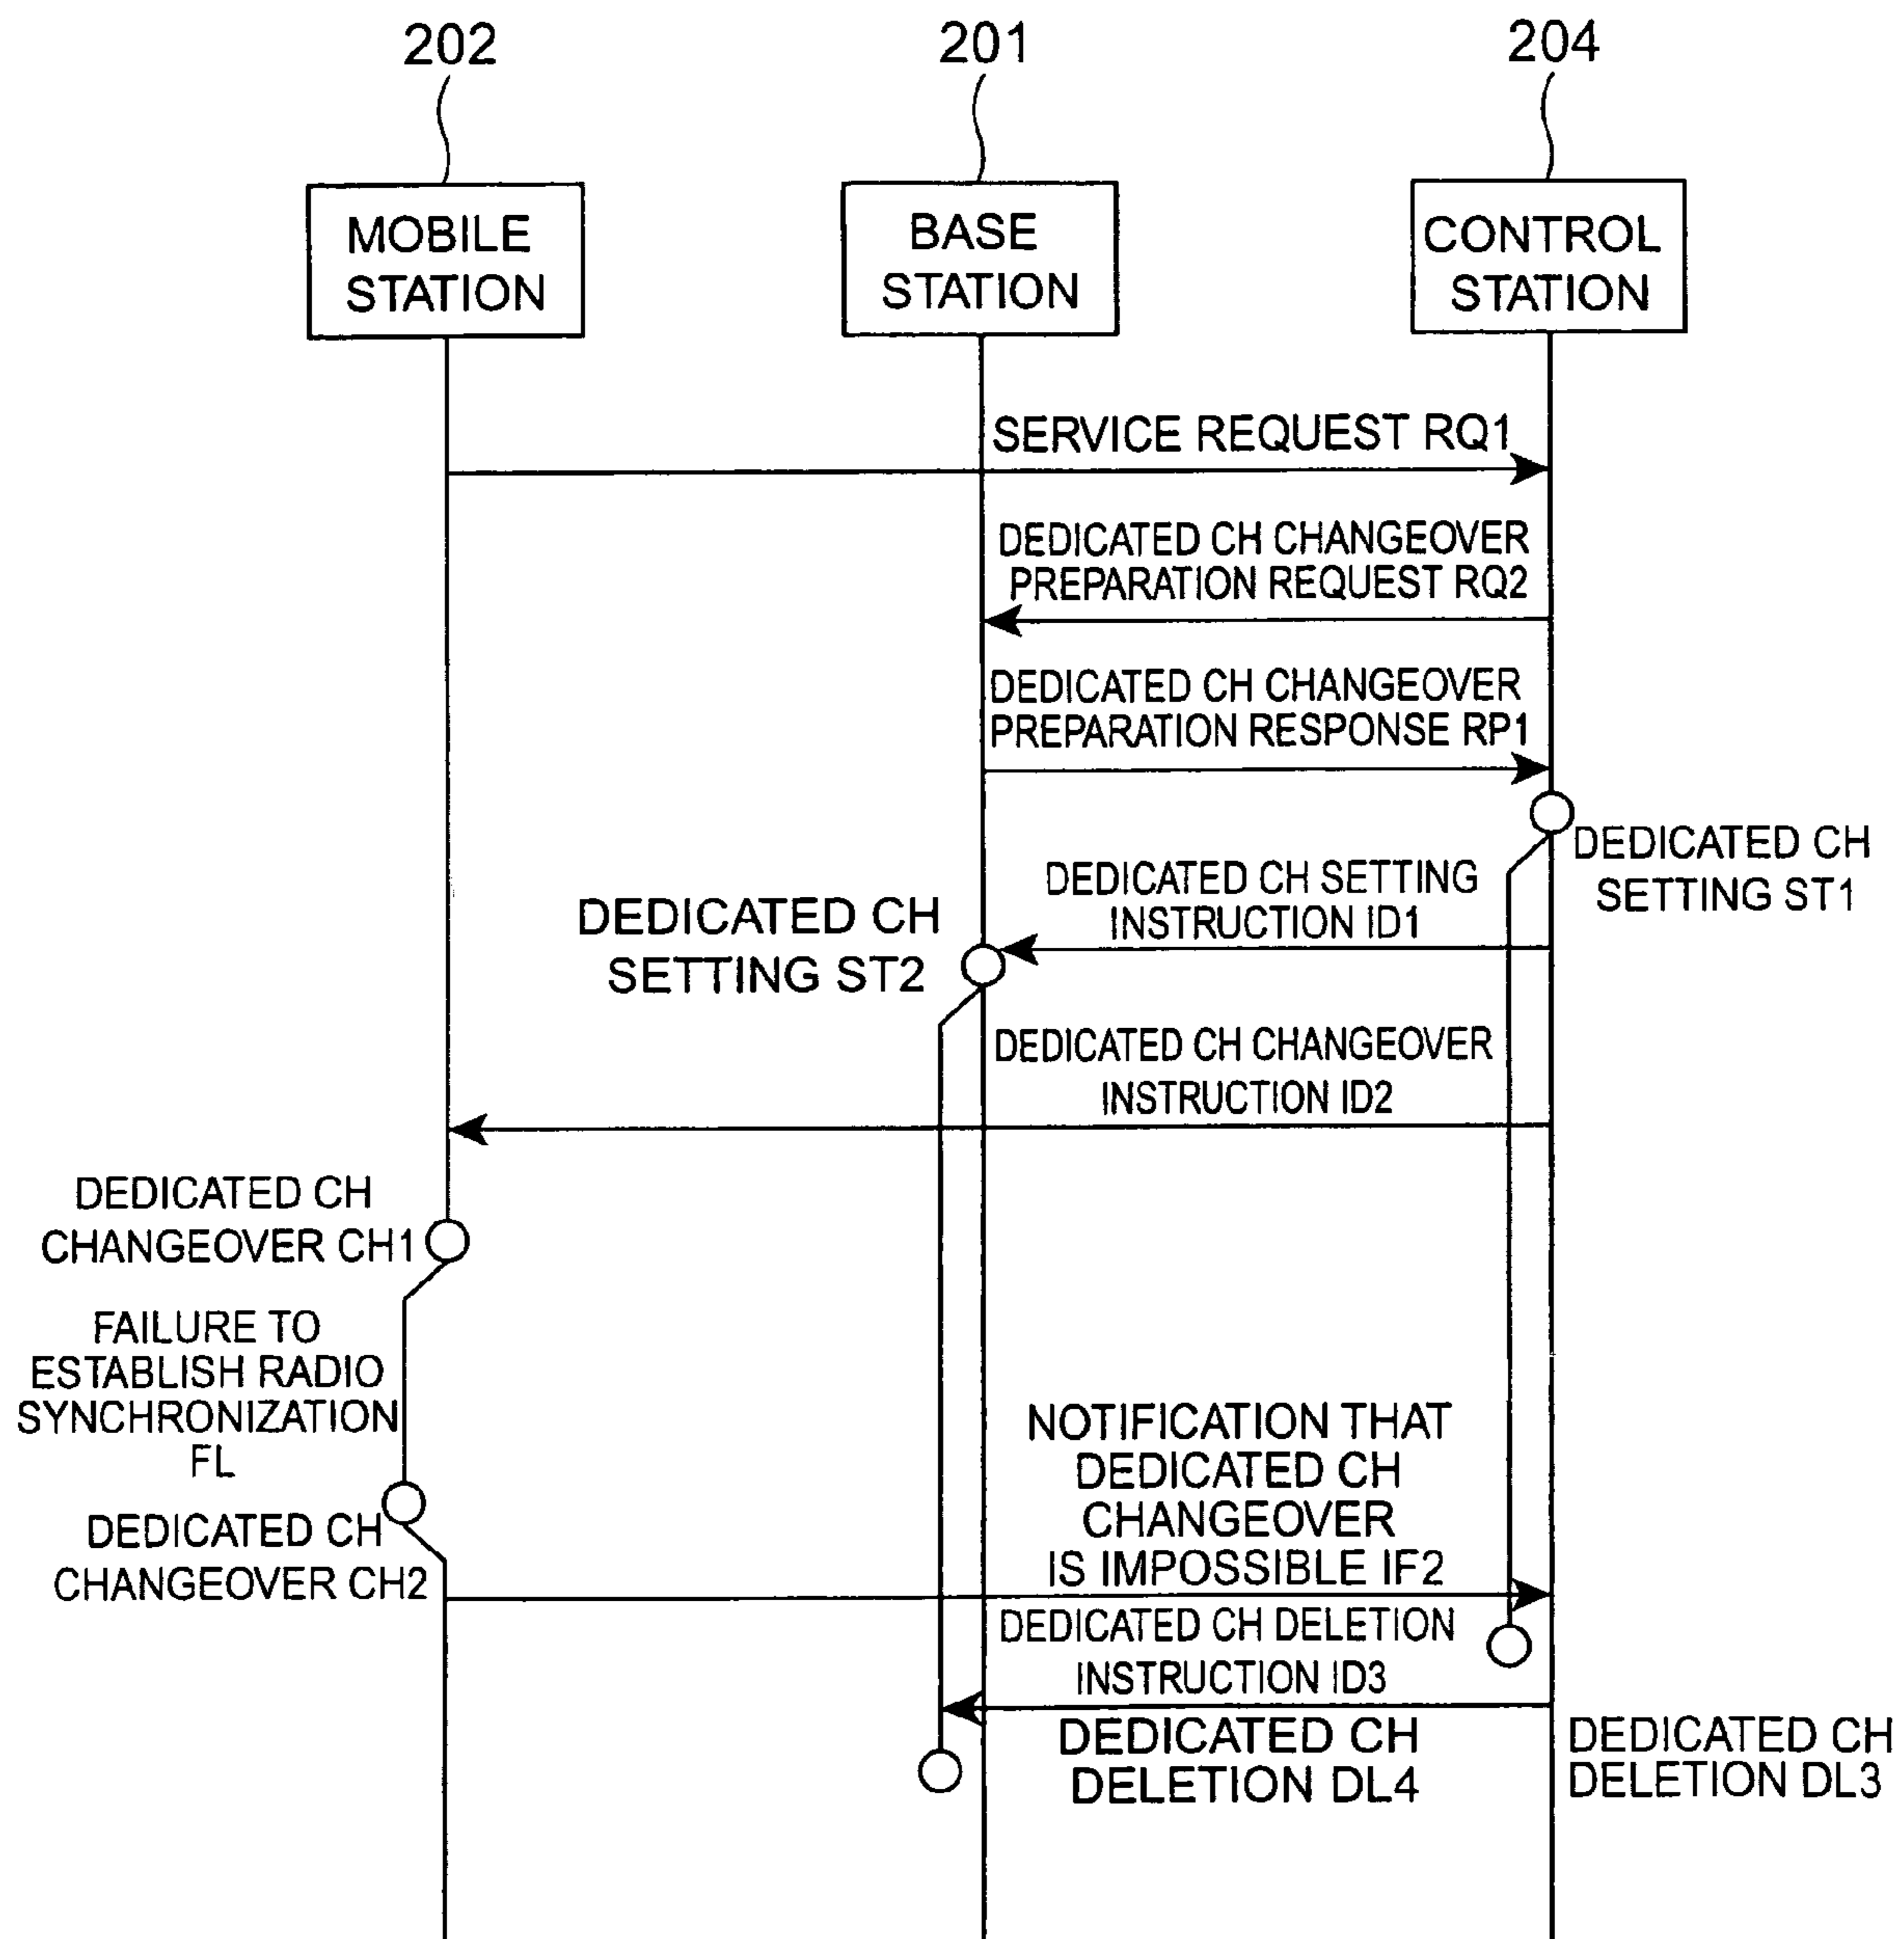 202
201
204
MOBILE
STATION
BASE
STATION
CONTROL
STATION
SERVICE REQUEST RQ1
DEDICATED CH CHANGEOVER
PREPARATION REQUEST RQ2
DEDICATED CH CHANGEOVER
PREPARATION RESPONSE RP1
DEDICATED CH
SETTING ST1
DEDICATED CH SETTING
INSTRUCTION ID1
DEDICATED CH
SETTING ST2
DEDICATED CH CHANGEOVER
INSTRUCTION ID2
DEDICATED CH
CHANGEOVER CH1
FAILURE TO
ESTABLISH RADIO
SYNCHRONIZATION
FL
DEDICATED CH
CHANGEOVER CH2
NOTIFICATION THAT
DEDICATED CH
CHANGEOVER
IS IMPOSSIBLE IF2
DEDICATED CH DELETION
INSTRUCTION ID3
DEDICATED CH
DELETION DL4
DEDICATED CH
DELETION DL3